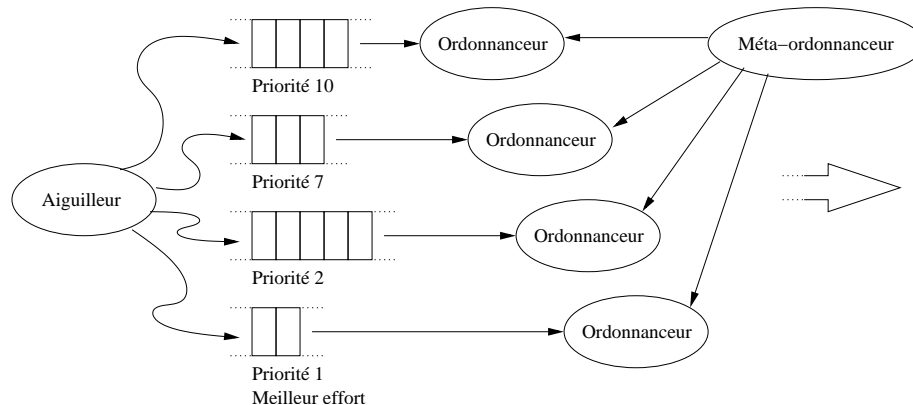 Ordonnanceur
Méta−ordonnanceur
Priorité 10
Ordonnanceur
Priorité 7
Aiguilleur
Ordonnanceur
Priorité 2
Ordonnanceur
Priorité 1
Meilleur effort